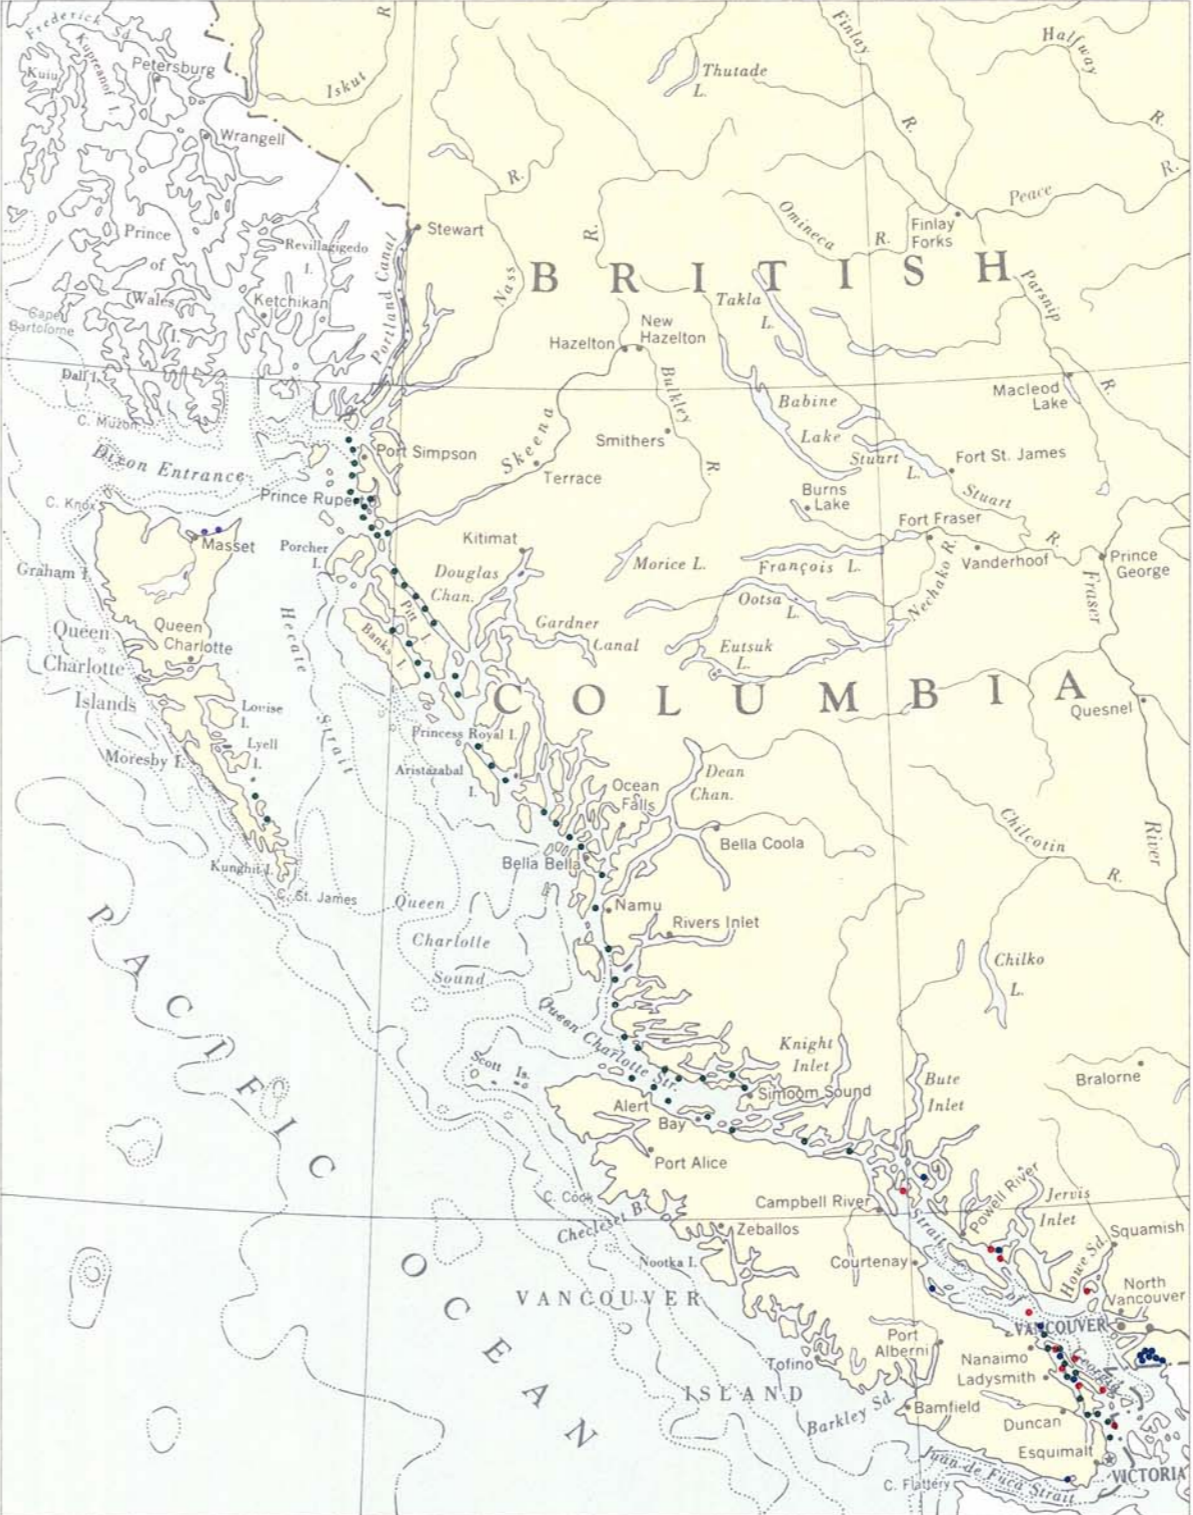 Frederick Sd.
Kuiu
Kupreanof I.
Petersburg
Iskut
R.
Thutade
L.
Finlay
R.
Halfway
R.
Wrangell
R.
Peace
R.
Stewart
Omineca
R.
Finlay
Forks
Prince
of
Wales
I.
Revillagigedo
I.
Ketchikan
Portland Canal
Nass
R.
BRITISH
Takla
L.
Parsnip
R.
Cape
Bartolome
Hazelton
New
Hazelton
Bulkley
R.
Dall I.
C. Muzon
Macleod
Lake
Babine
Lake
Skeena
Smithers
Port Simpson
Dixon Entrance
Terrace
Stuart
L.
Fort St. James
Stuart
R.
C. Knox
Prince Rupert
Burns
Lake
Fort Fraser
Masset
Porcher
I.
Kitimat
Morice L.
François L.
Vanderhoof
Prince
George
Graham I.
Douglas
Chan.
Nechako R.
Fraser
Ootsa
L.
Hecate
Strait
Pitt I.
Banks I.
Gardner
Canal
Eutsuk
L.
Queen
Charlotte
Islands
Queen
Charlotte
COLUMBIA
Quesnel
Louise
I.
Lyell
I.
Moresby I.
Princess Royal I.
Aristazabal
I.
Dean
Chan.
Ocean
Falls
Bella Coola
Chilcotin
R.
River
Kunghit I.
C. St. James
Bella Bella
Queen
Charlotte
Sound
Namu
Rivers Inlet
PACIFIC
Chilko
L.
Queen Charlotte Str.
Knight
Inlet
Scott Is.
Simoom Sound
Bute
Inlet
Bralorne
Alert
Bay
Port Alice
C. Cook
Checleset B.
Campbell River
Powell River
Jervis
Inlet
Zeballos
Squamish
Nootka I.
Courtenay
Strait
of
Georgia
Howe Sd.
North
Vancouver
OCEAN
VANCOUVER
VANCOUVER
Port
Alberni
Nanaimo
Ladysmith
Tofino
ISLAND
Barkley Sd.
Bamfield
Duncan
Esquimalt
VICTORIA
Juan de Fuca Strait
C. Flattery